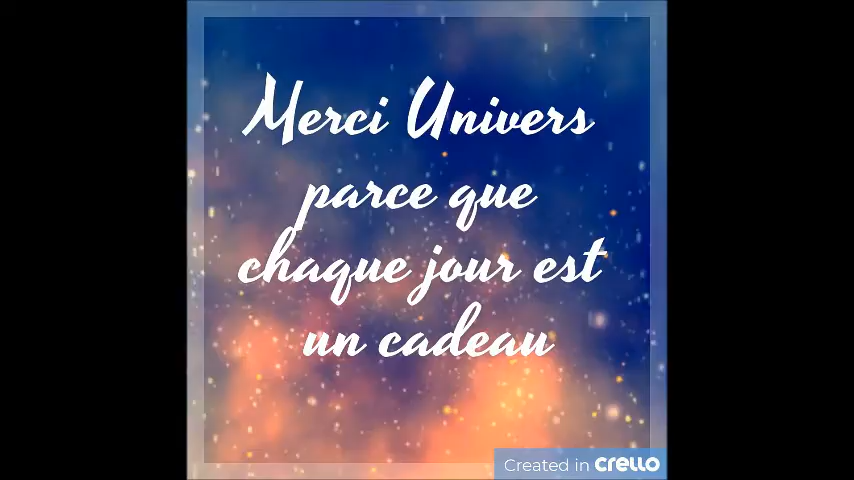 Merci Univers
parce que
chaque jour est
un cadeau
Created in crello